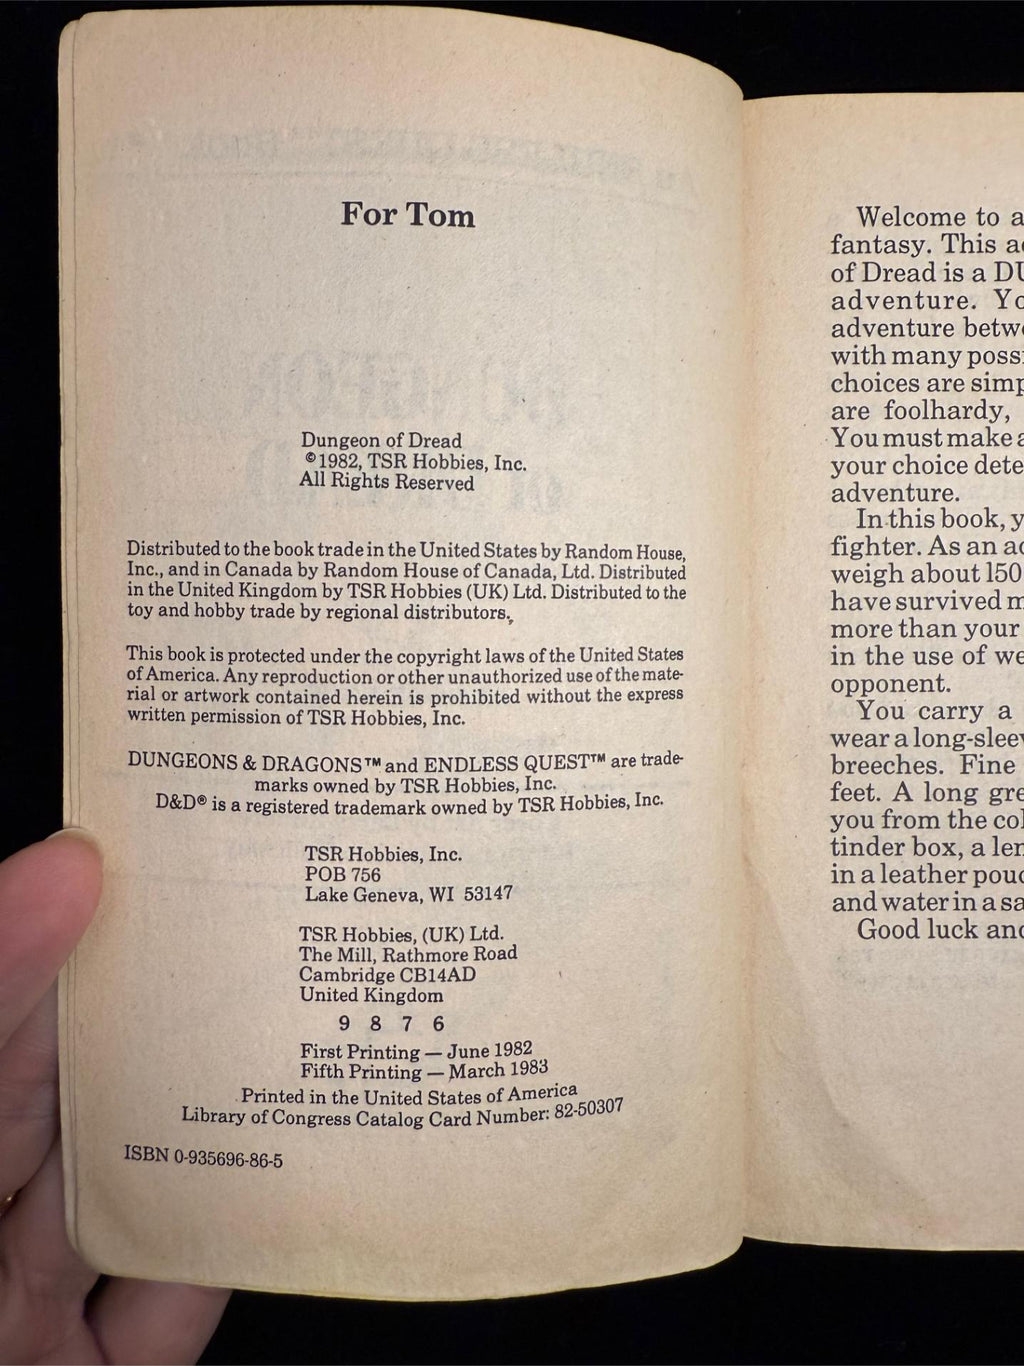 For Tom
Dungeon of Dread
©1982, TSR Hobbies, Inc.
All Rights Reserved
Distributed to the book trade in the United States by Random House,
Inc., and in Canada by Random House of Canada, Ltd. Distributed
in the United Kingdom by TSR Hobbies (UK) Ltd. Distributed to the
toy and hobby trade by regional distributors.
This book is protected under the copyright laws of the United States
of America. Any reproduction or other unauthorized use of the mate-
rial or artwork contained herein is prohibited without the express
written permission of TSR Hobbies, Inc.
DUNGEONS & DRAGONS™ and ENDLESS QUEST™ are trade-
marks owned by TSR Hobbies, Inc.
D&D® is a registered trademark owned by TSR Hobbies, Inc.
TSR Hobbies, Inc.
POB 756
Lake Geneva, WI 53147
TSR Hobbies, (UK) Ltd.
The Mill, Rathmore Road
Cambridge CB14AD
United Kingdom
9 8 7 6
First Printing — June 1982
Fifth Printing — March 1983
Printed in the United States of America
Library of Congress Catalog Card Number: 82-50307
ISBN 0-935696-86-5
Welcome to a
fantasy. This
of Dread is a
adventure.
adventure
with many
choices are
are foolhardy,
You must make
your choice
adventure.
In this book,
fighter. As an
weigh about 150
have survived
more than your
in the use of
opponent.
You carry a
wear a
breeches. Fine
feet. A long
you from the
tinder box, a
in a leather
and water in a
Good luck